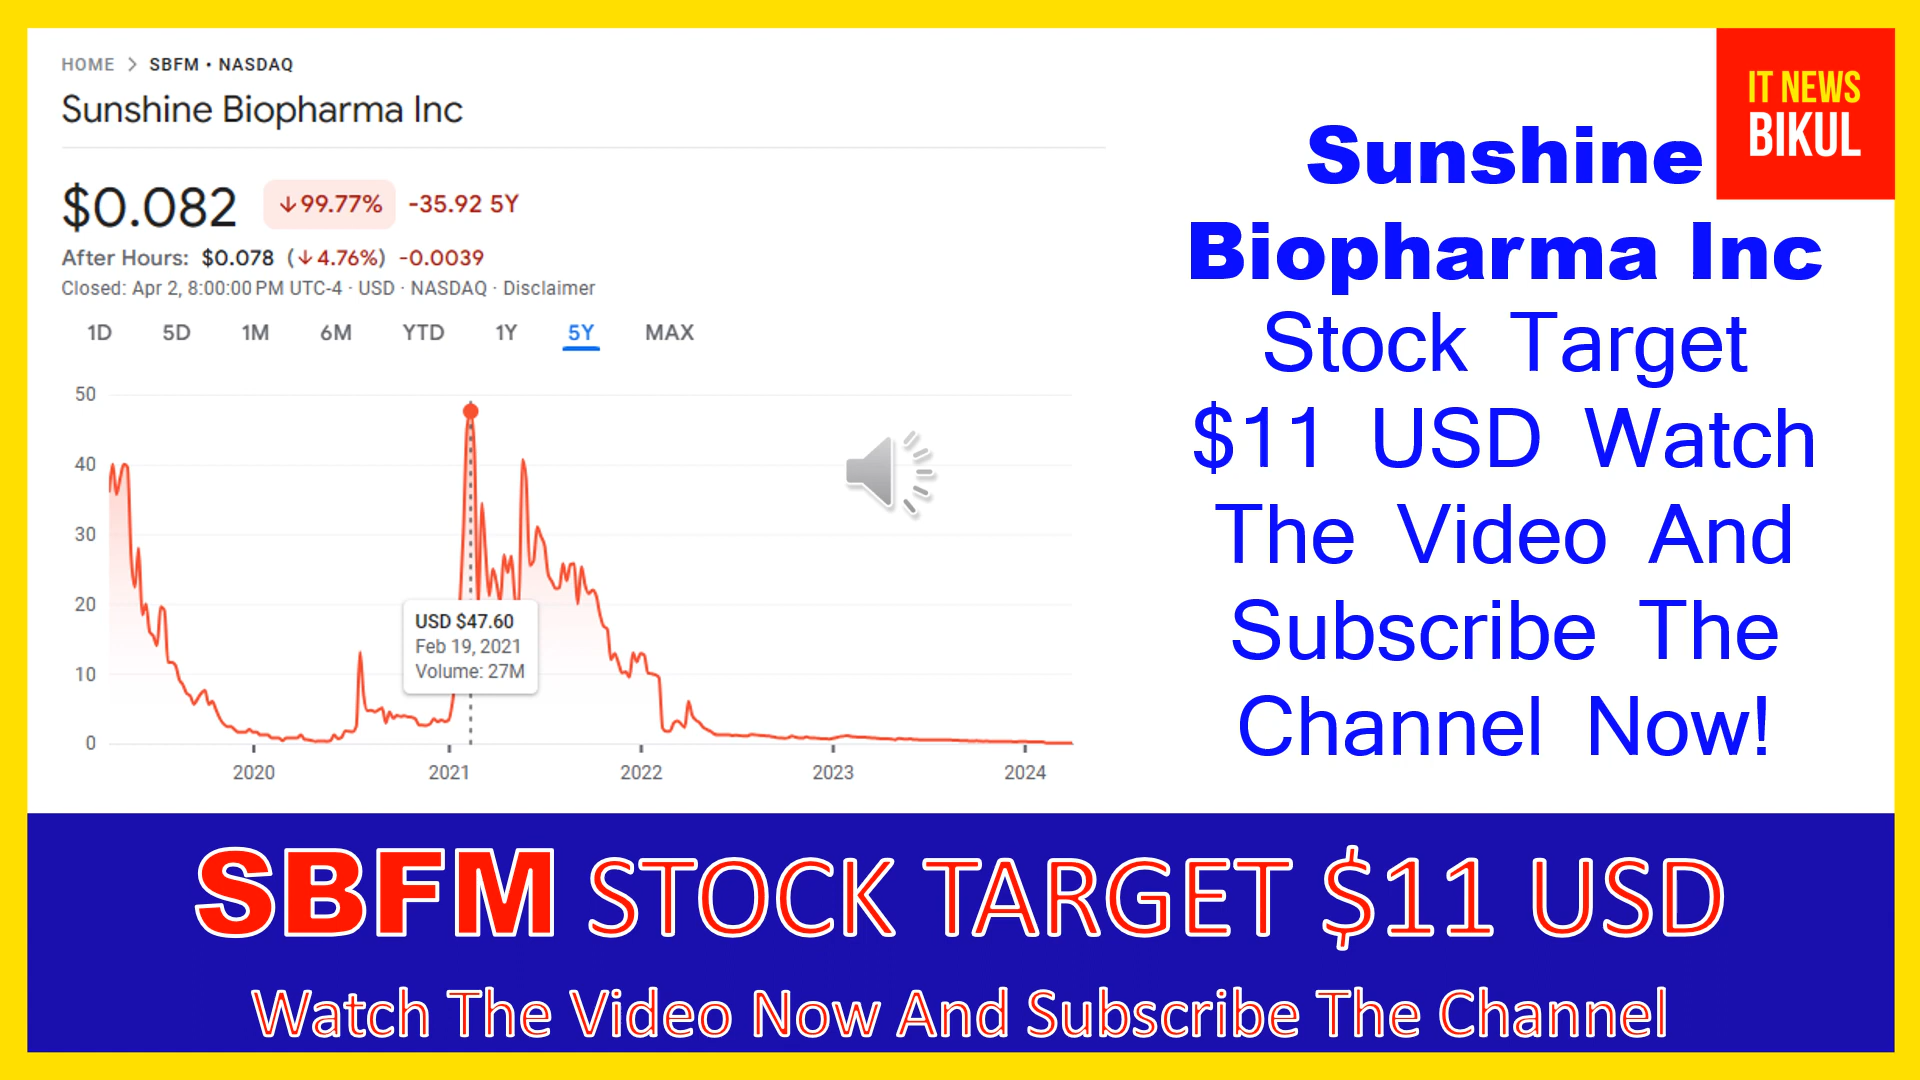 HOME > SBFM • NASDAQ
Sunshine Biopharma Inc
$0.082 ↓99.77% -35.92 5Y
After Hours: $0.078 (↓4.76%) -0.0039
Closed: Apr 2, 8:00:00 PM UTC-4 · USD · NASDAQ · Disclaimer
1D 5D 1M 6M YTD 1Y 5Y MAX
50
40
30
20
10
0
USD $47.60
Feb 19, 2021
Volume: 27M
2020 2021 2022 2023 2024
IT NEWS
BIKUL
Sunshine
Biopharma Inc
Stock Target
$11 USD Watch
The Video And
Subscribe The
Channel Now!
SBFM STOCK TARGET $11 USD
Watch The Video Now And Subscribe The Channel